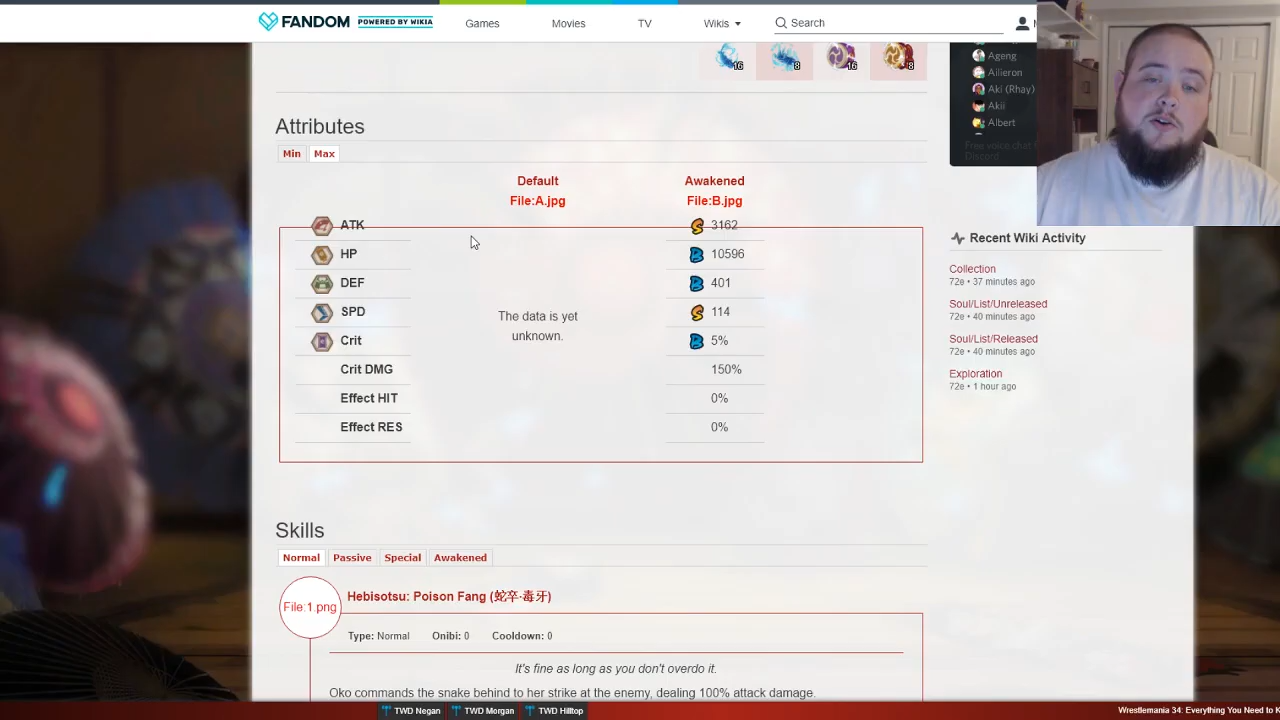 FANDOM POWERED BY WIKIA Games Movies TV Wikis Search
16 8 16 8
Ageng
Ailieron
Aki (Rhay)
Akii
Albert
Free voice chat
Discord
Attributes
Min Max
Default Awakened
File:A.jpg File:B.jpg
ATK S 3162
HP B 10596
DEF B 401
SPD S 114
Crit B 5%
Crit DMG 150%
Effect HIT 0%
Effect RES 0%
The data is yet
unknown.
Recent Wiki Activity
Collection
72e • 37 minutes ago
Soul/List/Unreleased
72e • 40 minutes ago
Soul/List/Released
72e • 40 minutes ago
Exploration
72e • 1 hour ago
Skills
Normal Passive Special Awakened
File:1.png
Hebisotsu: Poison Fang (蛇卒·毒牙)
Type: Normal Onibi: 0 Cooldown: 0
It's fine as long as you don't overdo it.
Oko commands the snake behind to her strike at the enemy, dealing 100% attack damage.
TWD Negan TWD Morgan TWD Hilltop Wrestlemania 34: Everything You Need to K